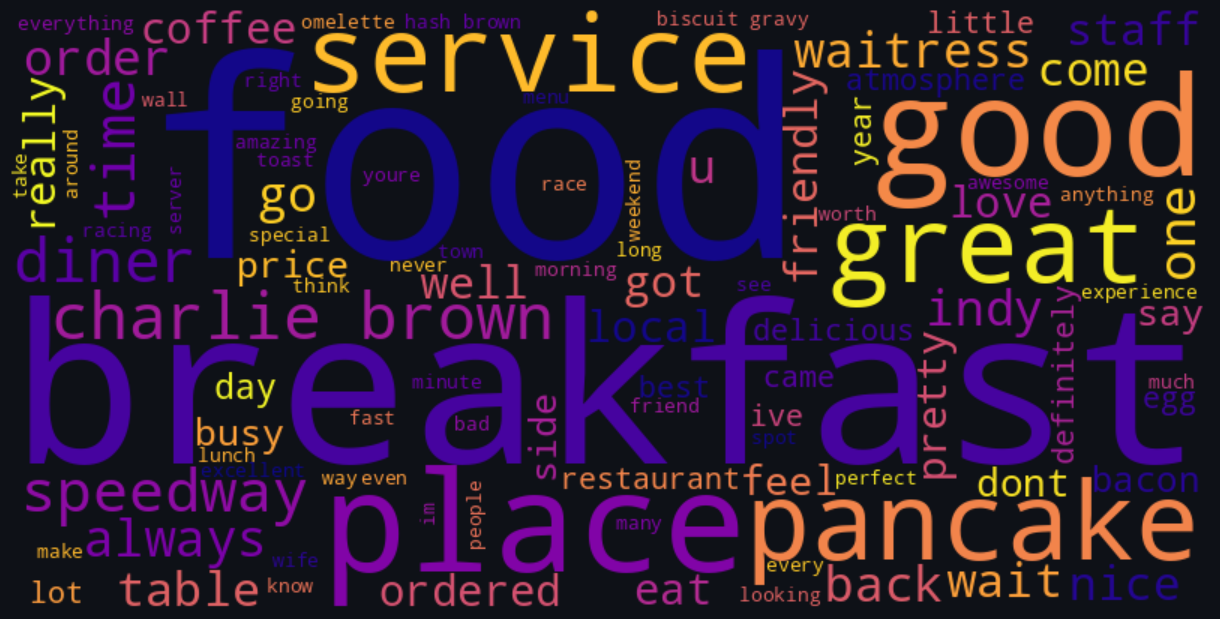 everything coffee omelette hash brown biscuit gravy little staff
order service waitress come
right atmosphere
really time wall going menu friendly year good
take around amazing toast food u
server youre race weekend awesome anything
go love one
racing special worth great
diner price town long
never think well morning got see experience
charlie brown local delicious indy say
breakfast definitely
day minute best came pretty much
friend egg
busy fast bad side ive spot
lunch excellent
speedway way even restaurant feel perfect dont bacon
place im people many pancake
always
make wife every
lot table know ordered eat looking back wait nice